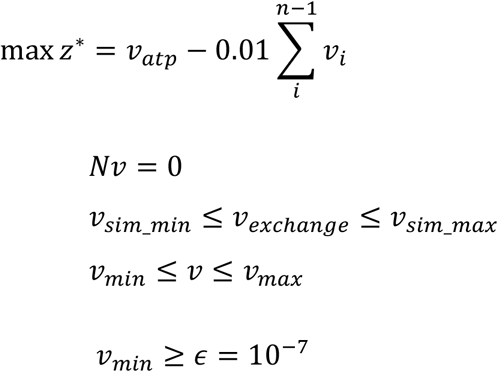 max z* = v_atp − 0.01 ∑_i^{n−1} v_i
Nv = 0
v_sim_min ≤ v_exchange ≤ v_sim_max
v_min ≤ v ≤ v_max
v_min ≥ ϵ = 10^{−7}